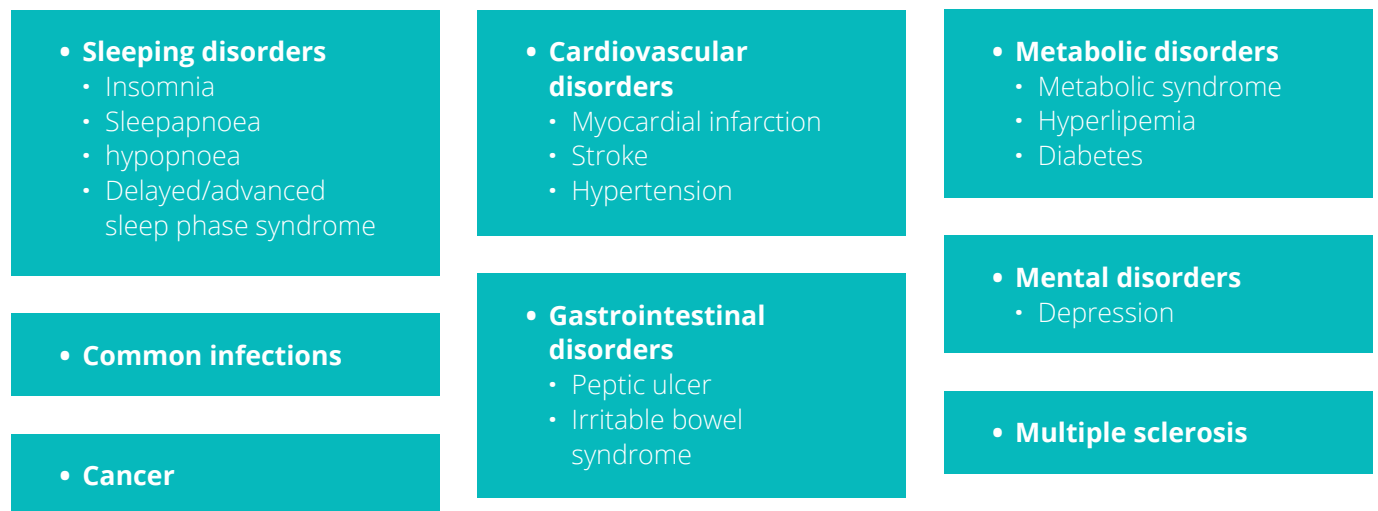 • Sleeping disorders
• Insomnia
• Sleepapnoea
• hypopnoea
• Delayed/advanced
sleep phase syndrome
• Common infections
• Cancer
• Cardiovascular
disorders
• Myocardial infarction
• Stroke
• Hypertension
• Gastrointestinal
disorders
• Peptic ulcer
• Irritable bowel
syndrome
• Metabolic disorders
• Metabolic syndrome
• Hyperlipemia
• Diabetes
• Mental disorders
• Depression
• Multiple sclerosis